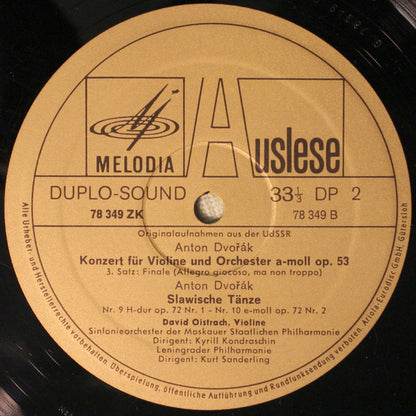 Auslese
MELODIA
DUPLO-SOUND 33⅓ DP 2
78 349 ZK 78 349 B
Originalaufnahmen aus der UdSSR
Anton Dvořák
Konzert für Violine und Orchester a-moll op. 53
3. Satz: Finale (Allegro giocoso, ma non troppo)
Anton Dvořák
Slawische Tänze
Nr. 9 H-dur op. 72 Nr. 1 - Nr. 10 e-moll op. 72 Nr. 2
David Oistrach, Violine
Sinfonieorchester der Moskauer Staatlichen Philharmonie
Dirigent: Kyrill Kondraschin
Leningrader Philharmonie
Dirigent: Kurt Sanderling
Alle Urheber- und Herstellerrechte vorbehalten. Überspielung, öffentliche Aufführung und Rundfunksendung verboten. Ariola-Eurodisc GmbH. Gütersloh